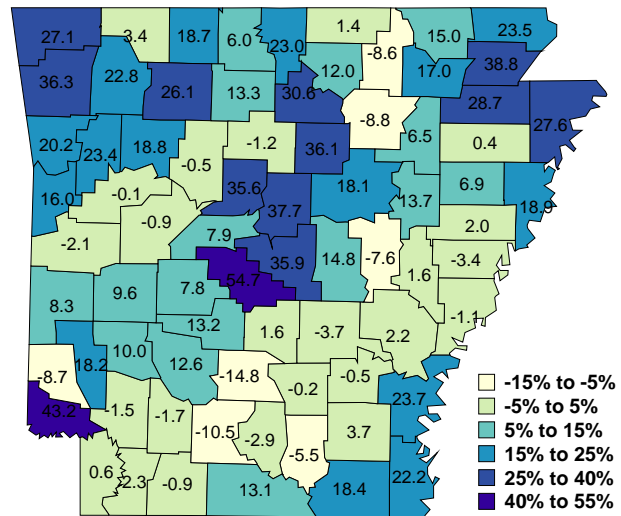 27.1 3.4 18.7 6.0 23.0 1.4 -8.6 15.0 23.5
36.3 22.8 26.1 13.3 30.6 12.0 17.0 38.8
-8.8 28.7 27.6
20.2 23.4 18.8 -0.5 -1.2 36.1 6.5 0.4
16.0 -0.1 35.6 18.1 13.7 6.9 18.9
-2.1 -0.9 7.9 37.7 2.0
54.7 35.9 14.8 -7.6 1.6 -3.4
8.3 9.6 7.8 -1.1
13.2 1.6 -3.7 2.2
-8.7 18.2 10.0 12.6 -14.8 -0.2 -0.5 23.7
43.2 -1.5 -1.7 -10.5 -2.9 -5.5 3.7
0.6 -2.3 -0.9 13.1 18.4 22.2
-15% to -5%
-5% to 5%
5% to 15%
15% to 25%
25% to 40%
40% to 55%